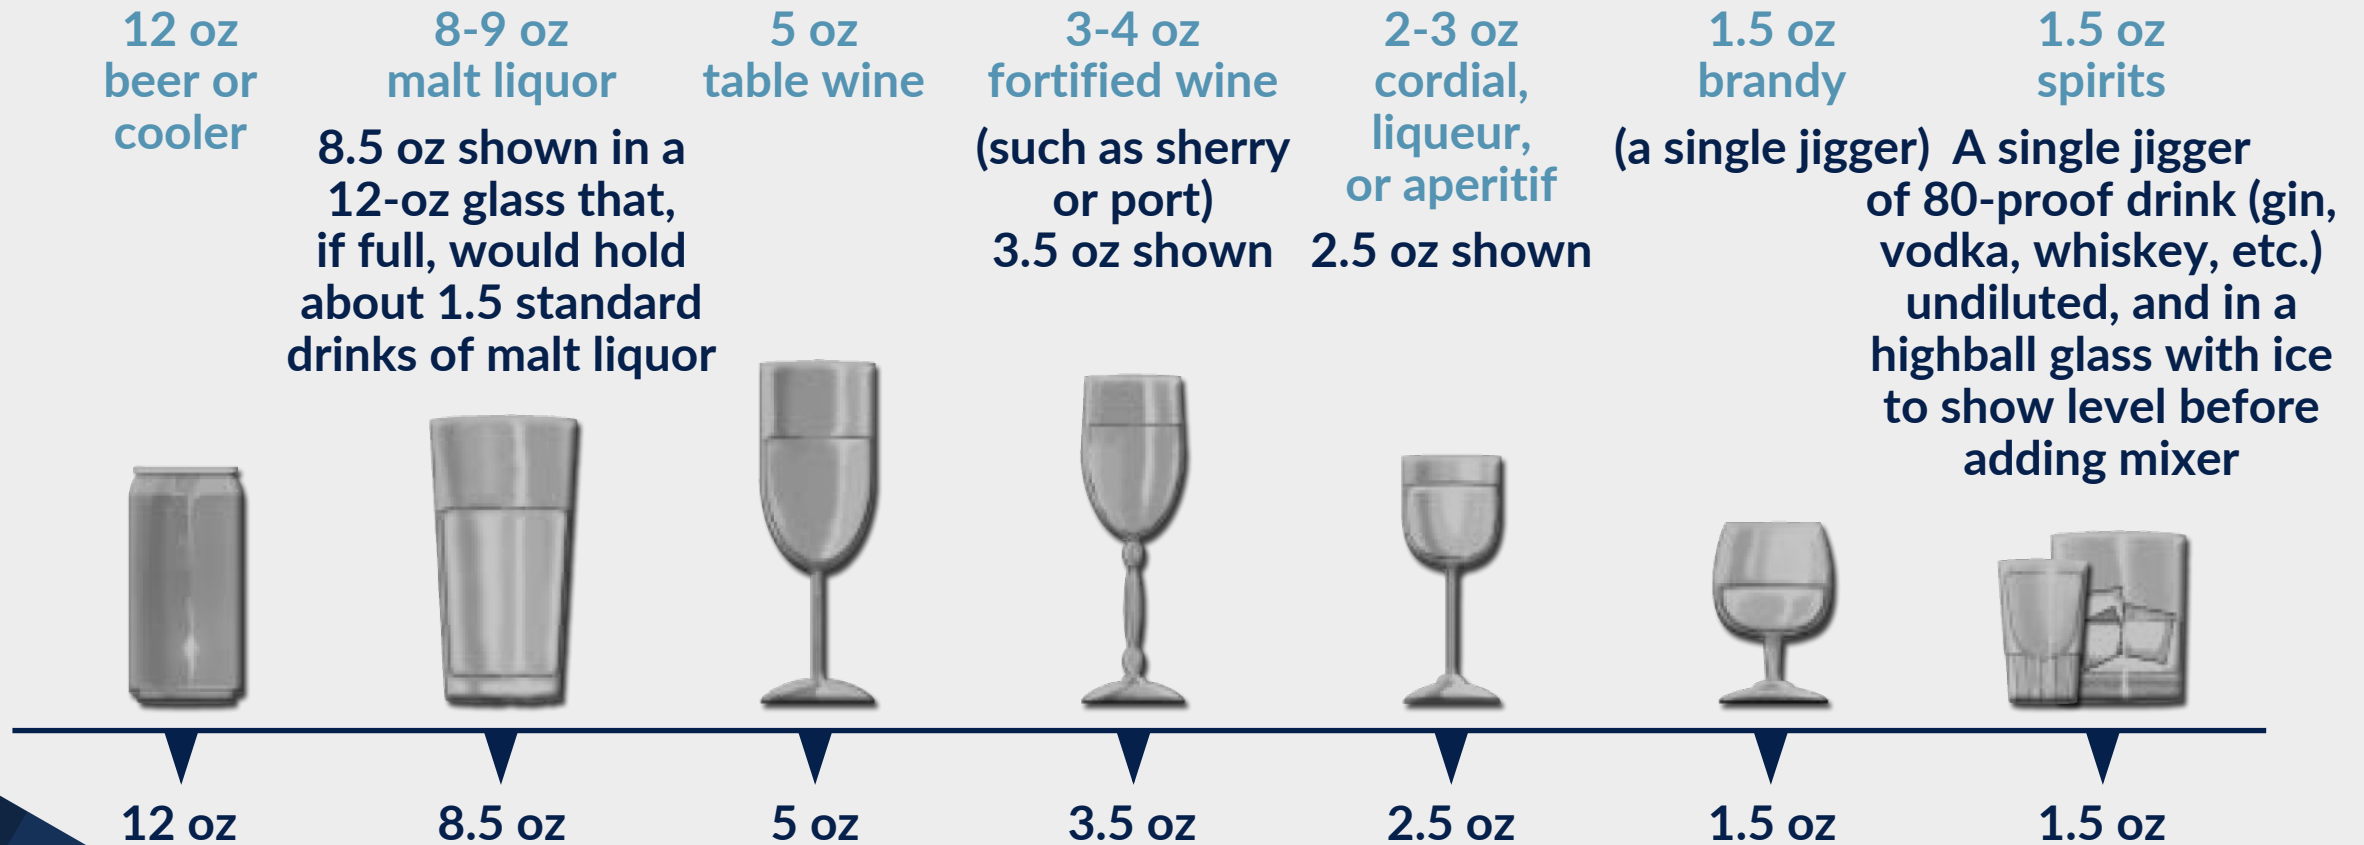 12 oz
beer or
cooler
8-9 oz
malt liquor
8.5 oz shown in a
12-oz glass that,
if full, would hold
about 1.5 standard
drinks of malt liquor
5 oz
table wine
3-4 oz
fortified wine
(such as sherry
or port)
3.5 oz shown
2-3 oz
cordial,
liqueur,
or aperitif
2.5 oz shown
1.5 oz
brandy
(a single jigger)
1.5 oz
spirits
A single jigger
of 80-proof drink (gin,
vodka, whiskey, etc.)
undiluted, and in a
highball glass with ice
to show level before
adding mixer
12 oz
8.5 oz
5 oz
3.5 oz
2.5 oz
1.5 oz
1.5 oz